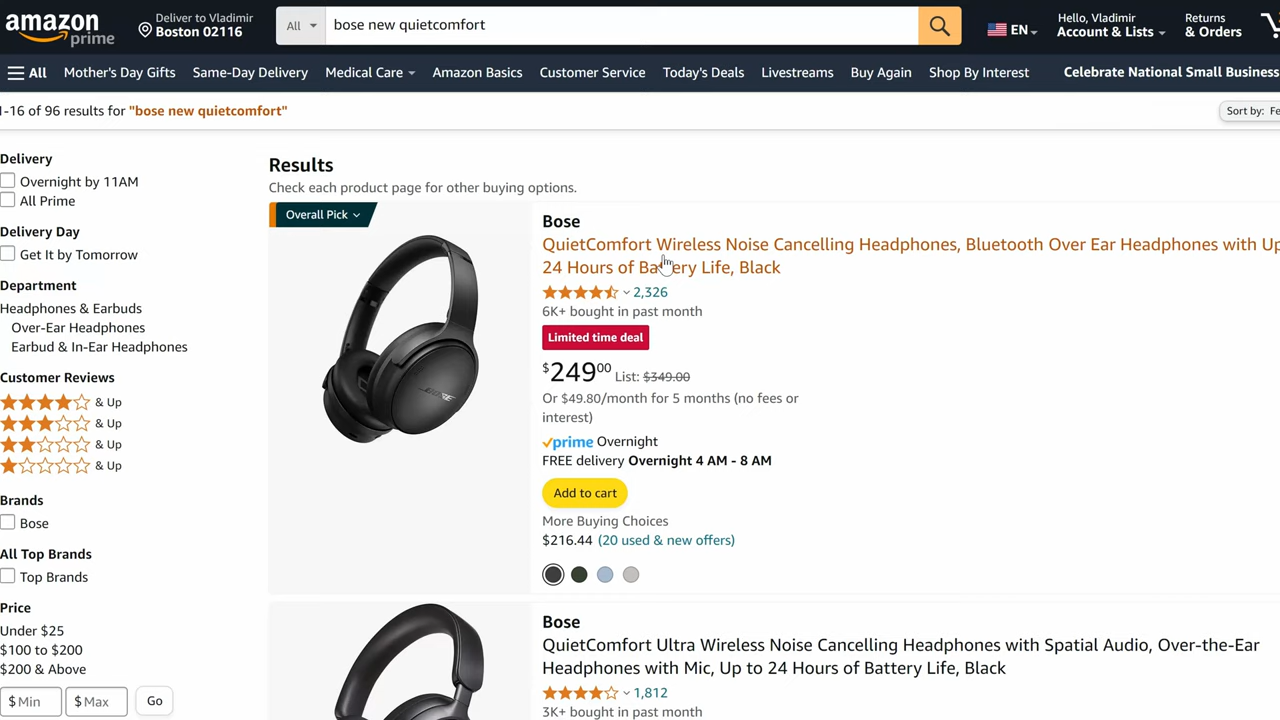 amazon
prime
Deliver to Vladimir
Boston 02116
All
bose new quietcomfort
EN
Hello, Vladimir
Account & Lists
Returns
& Orders
All
Mother's Day Gifts
Same-Day Delivery
Medical Care
Amazon Basics
Customer Service
Today's Deals
Livestreams
Buy Again
Shop By Interest
Celebrate National Small Business
1-16 of 96 results for "bose new quietcomfort"
Sort by: Fe
Delivery
Overnight by 11AM
All Prime
Delivery Day
Get It by Tomorrow
Department
Headphones & Earbuds
Over-Ear Headphones
Earbud & In-Ear Headphones
Customer Reviews
& Up
& Up
& Up
& Up
Brands
Bose
All Top Brands
Top Brands
Price
Under $25
$100 to $200
$200 & Above
$ Min
$ Max
Go
Results
Check each product page for other buying options.
Overall Pick
BOSE
Bose
QuietComfort Wireless Noise Cancelling Headphones, Bluetooth Over Ear Headphones with Up
24 Hours of Battery Life, Black
2,326
6K+ bought in past month
Limited time deal
$24900 List: $349.00
Or $49.80/month for 5 months (no fees or
interest)
prime Overnight
FREE delivery Overnight 4 AM - 8 AM
Add to cart
More Buying Choices
$216.44 (20 used & new offers)
Bose
QuietComfort Ultra Wireless Noise Cancelling Headphones with Spatial Audio, Over-the-Ear
Headphones with Mic, Up to 24 Hours of Battery Life, Black
1,812
3K+ bought in past month